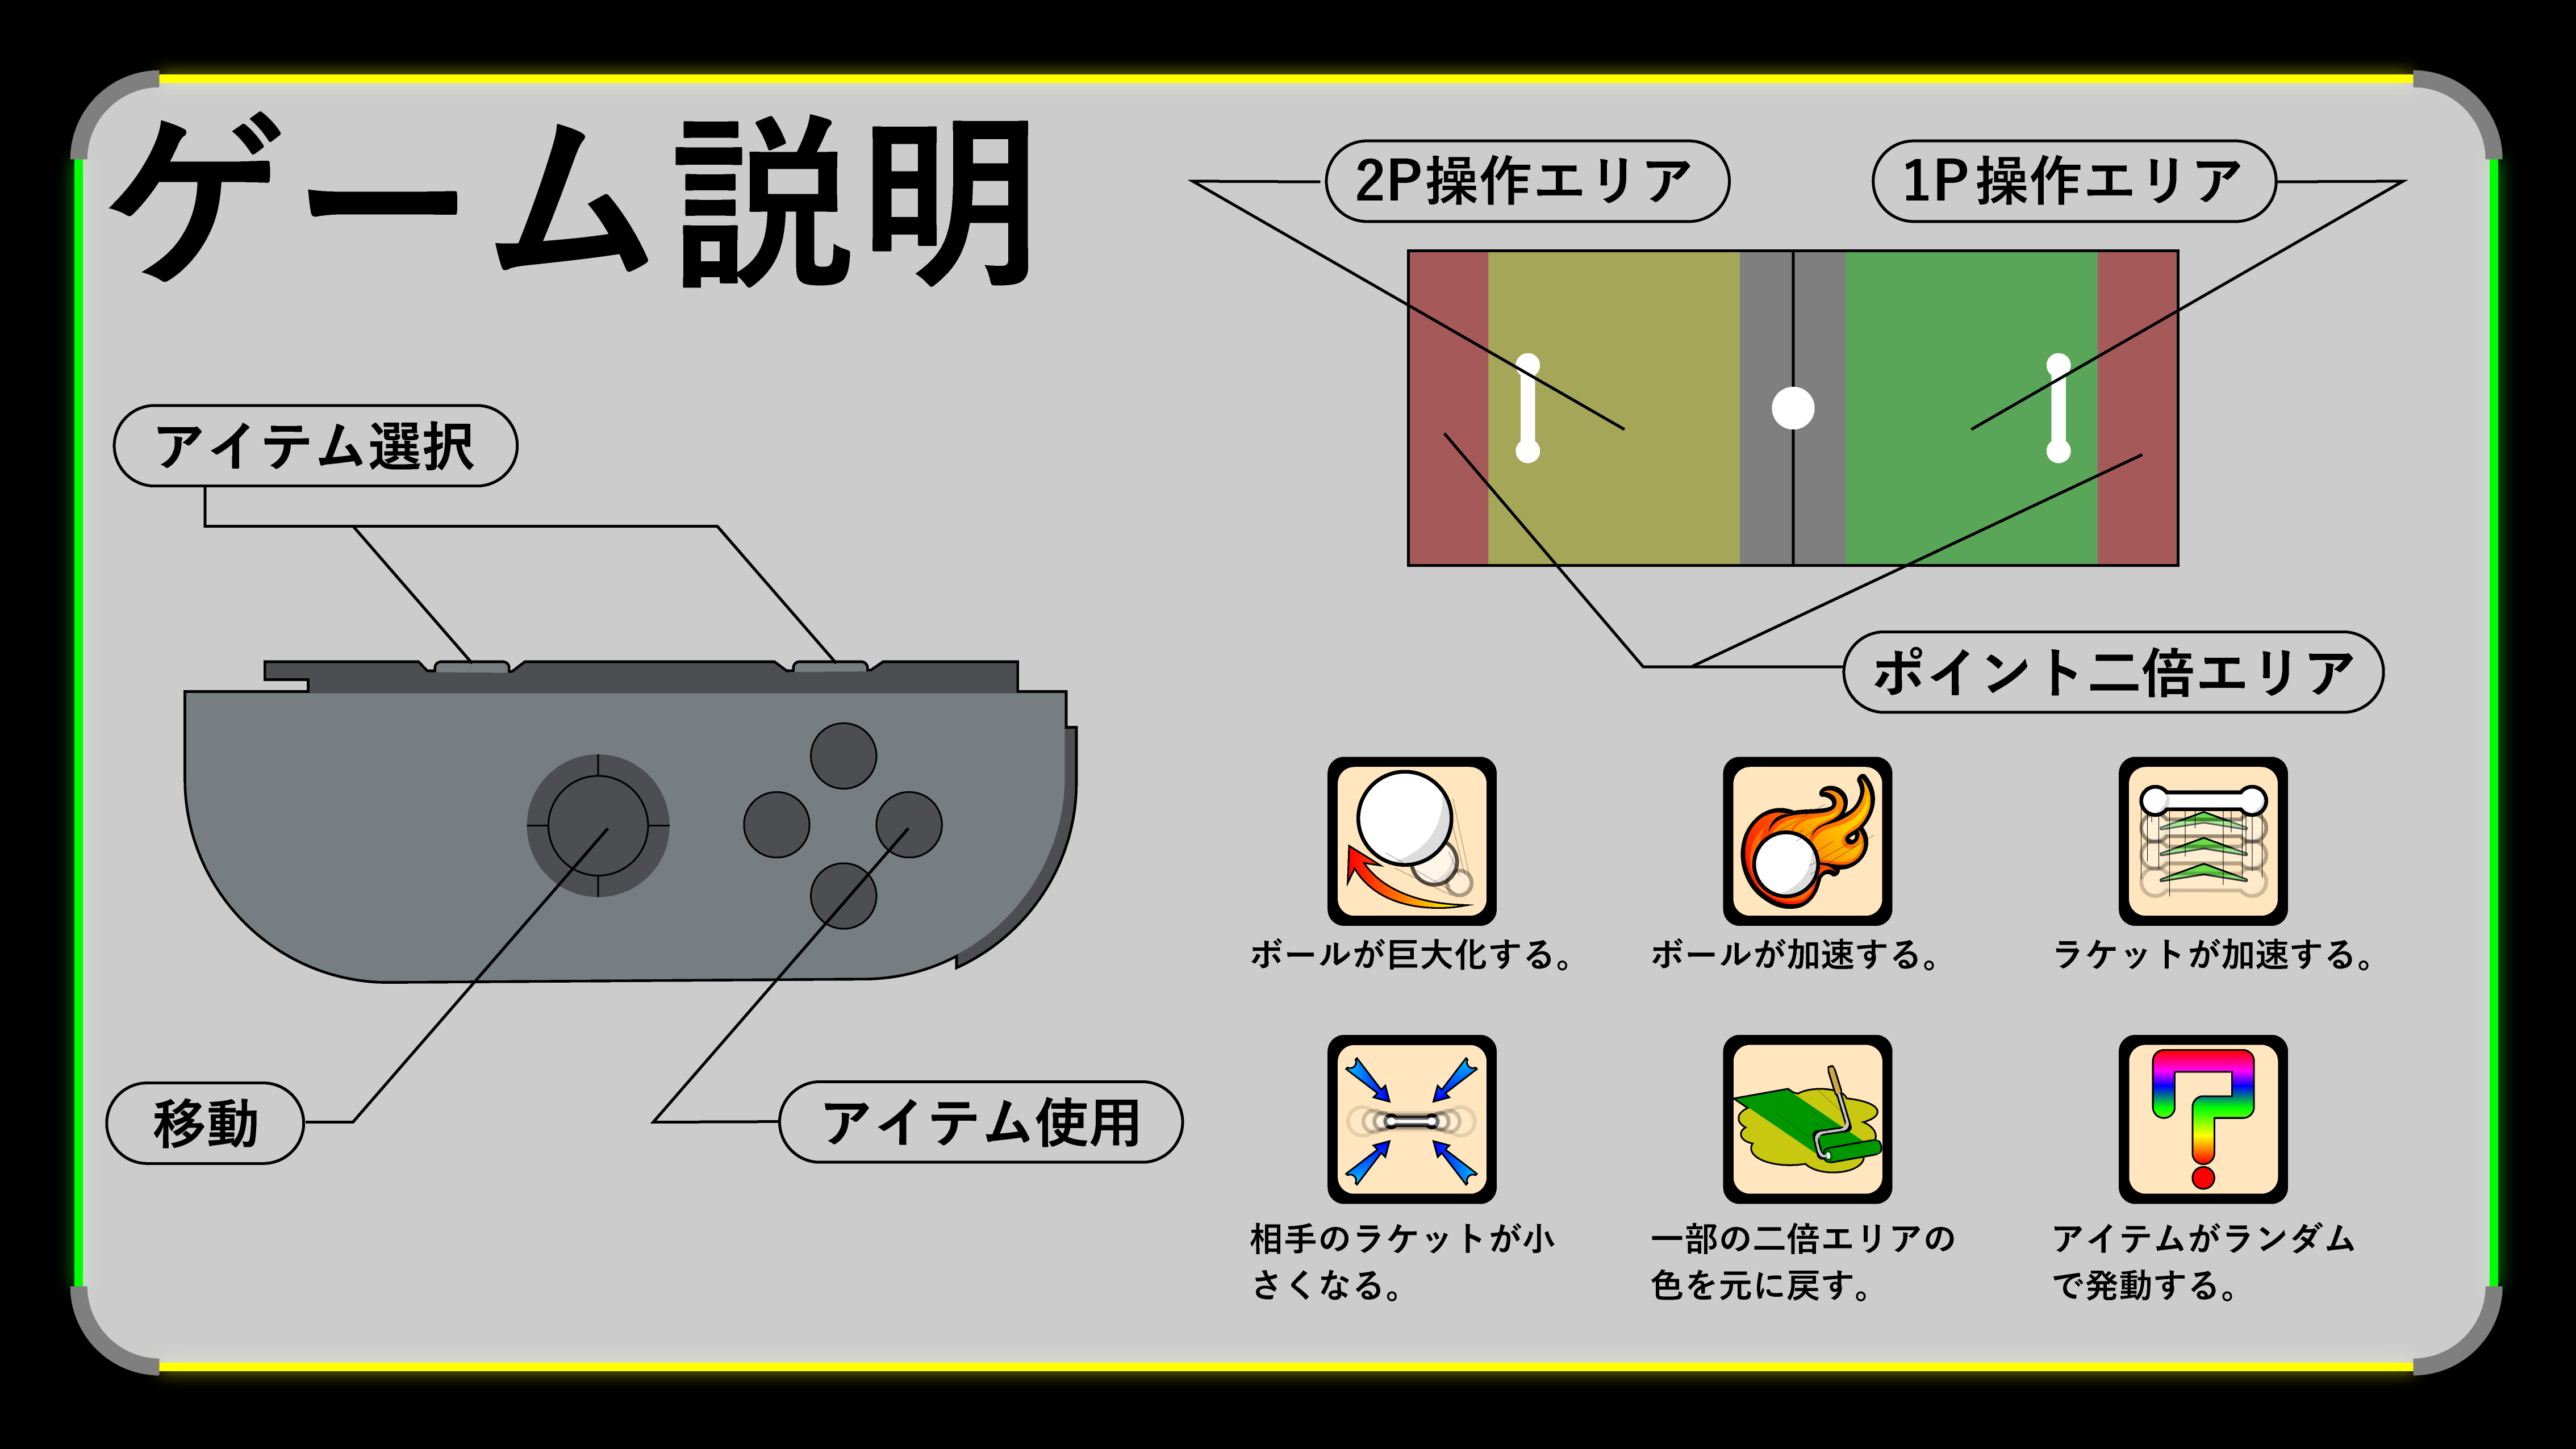 ゲーム説明
2P操作エリア
1P操作エリア
アイテム選択
ポイント二倍エリア
移動
アイテム使用
ボールが巨大化する。
ボールが加速する。
ラケットが加速する。
相手のラケットが小
さくなる。
一部の二倍エリアの
色を元に戻す。
アイテムがランダム
で発動する。